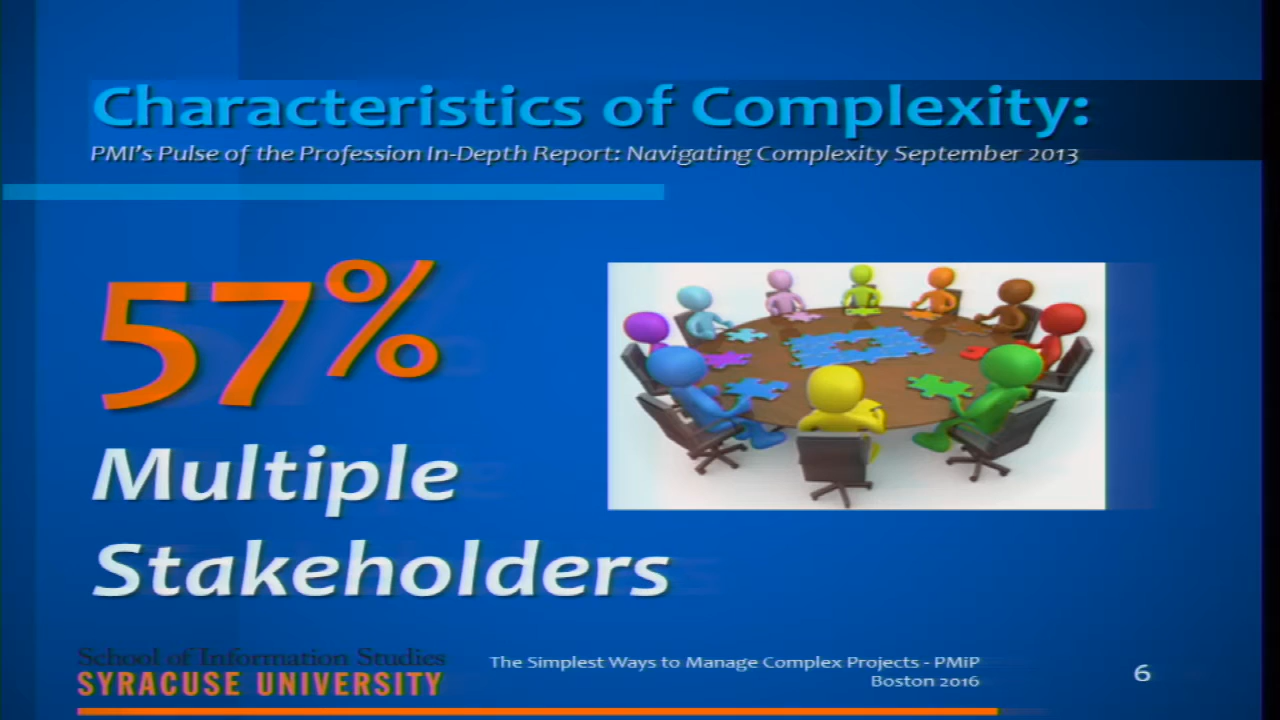 Characteristics of Complexity:
PMI's Pulse of the Profession In-Depth Report: Navigating Complexity September 2013
57%
Multiple
Stakeholders
School of Information Studies
SYRACUSE UNIVERSITY
The Simplest Ways to Manage Complex Projects - PMiP
Boston 2016
6